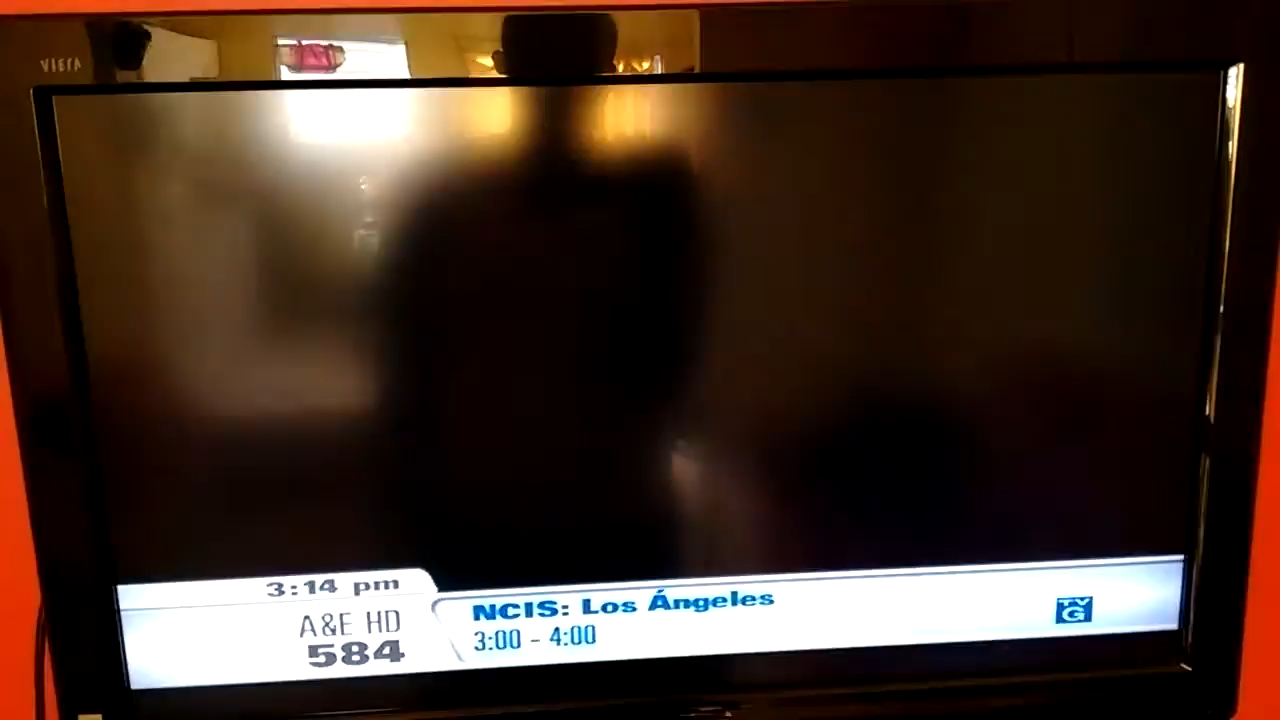 VIERA
3:14 pm
A&E HD
584
NCIS: Los Ángeles
3:00 - 4:00
TV
G